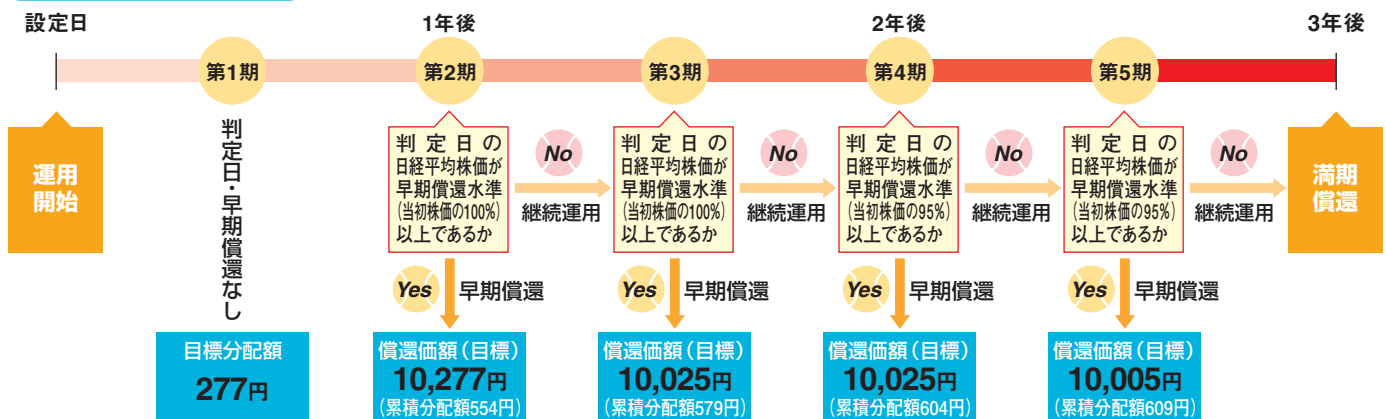 設定日
1年後
2年後
3年後
第1期
第2期
第3期
第4期
第5期
運用
開始
判定日・早期償還なし
判定日の
日経平均株価が
早期償還水準
(当初株価の100%)
以上であるか
No
継続運用
判定日の
日経平均株価が
早期償還水準
(当初株価の100%)
以上であるか
No
継続運用
判定日の
日経平均株価が
早期償還水準
(当初株価の95%)
以上であるか
No
継続運用
判定日の
日経平均株価が
早期償還水準
(当初株価の95%)
以上であるか
No
継続運用
満期
償還
Yes 早期償還
Yes 早期償還
Yes 早期償還
Yes 早期償還
目標分配額
277円
償還価額(目標)
10,277円
(累積分配額554円)
償還価額(目標)
10,025円
(累積分配額579円)
償還価額(目標)
10,025円
(累積分配額604円)
償還価額(目標)
10,005円
(累積分配額609円)